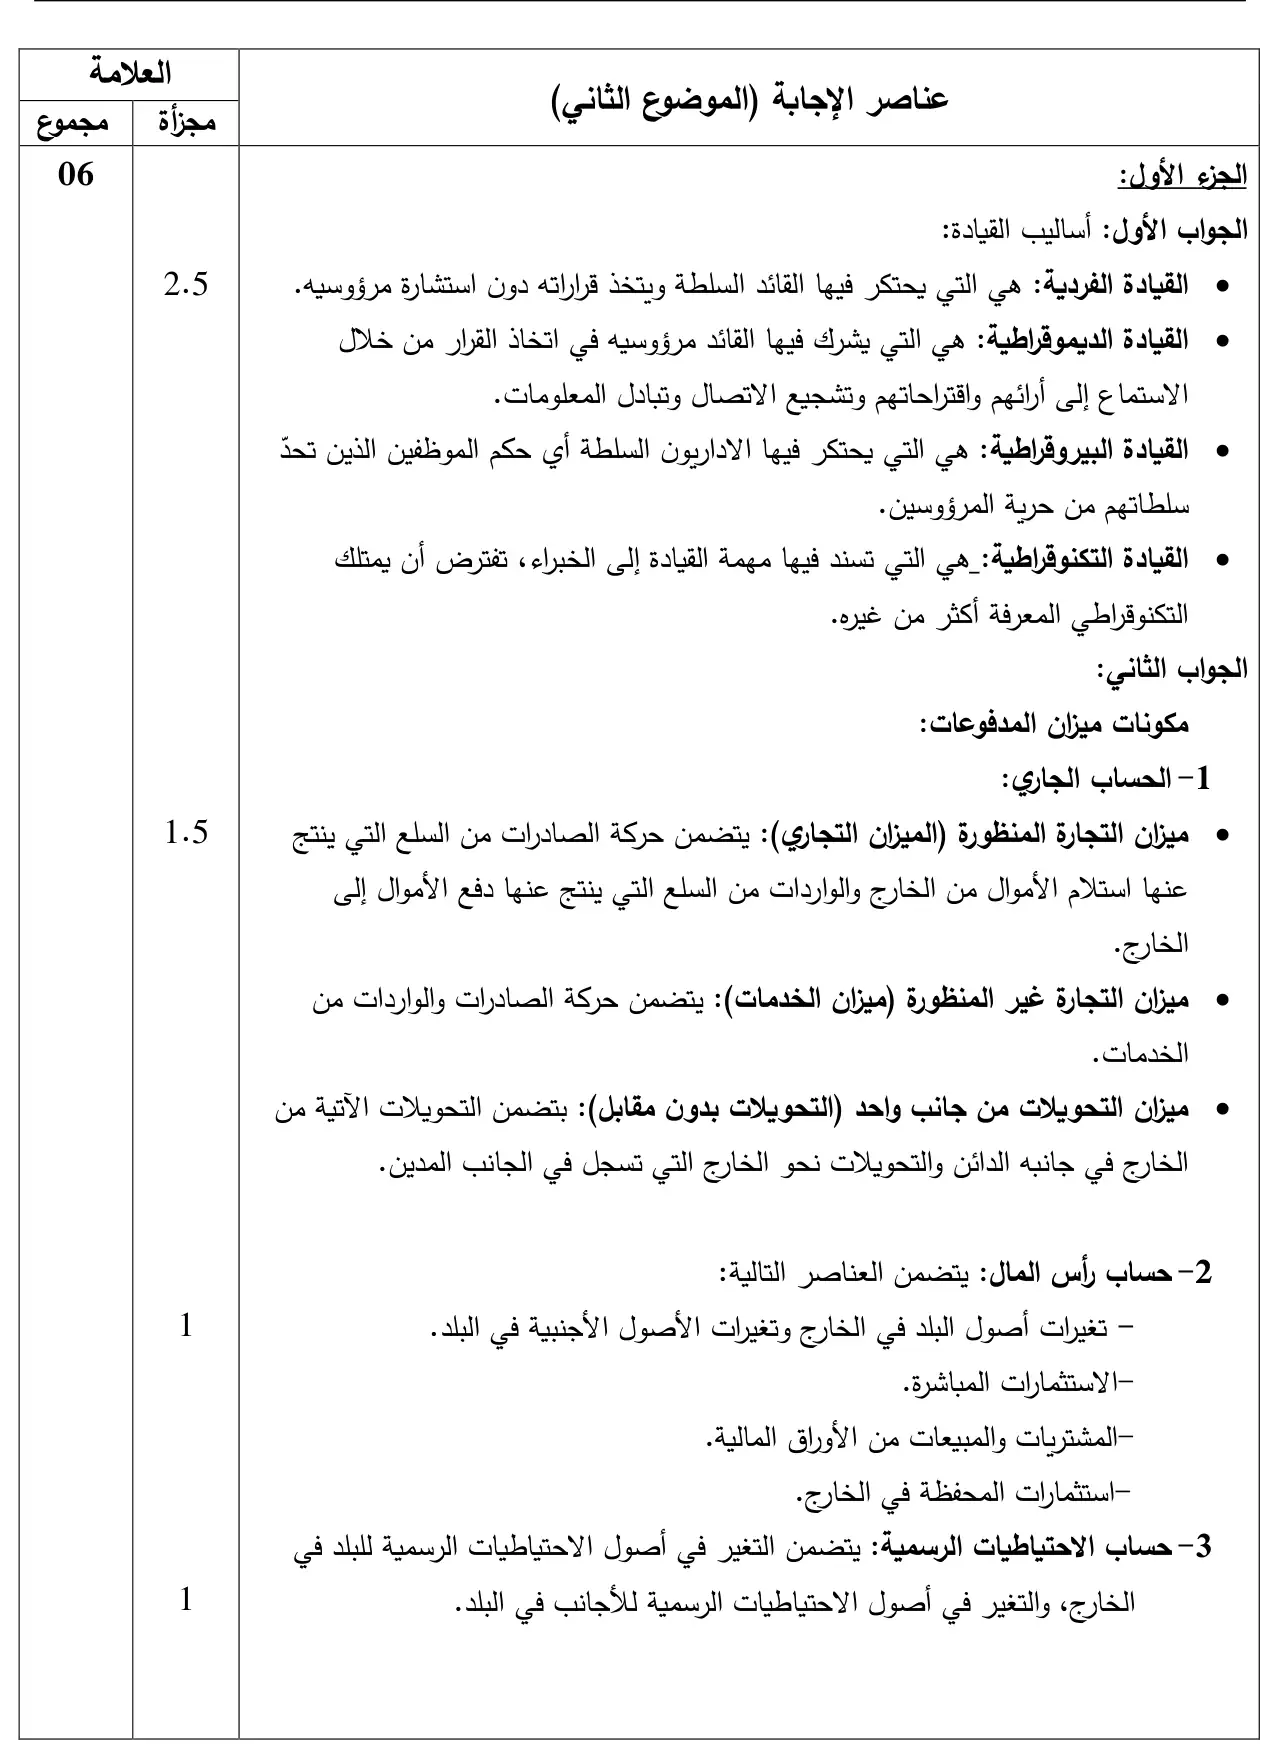 عناصر الإجابة (الموضوع الثاني)
العلامة
مجزأة
مجموع
الجزء الأول:
06
الجواب الأول: أساليب القيادة:
• القيادة الفردية: هي التي يحتكر فيها القائد السلطة ويتخذ قراراته دون استشارة مرؤوسيه.
2.5
• القيادة الديموقراطية: هي التي يشرك فيها القائد مرؤوسيه في اتخاذ القرار من خلال
الاستماع إلى أرائهم واقتراحاتهم وتشجيع الاتصال وتبادل المعلومات.
• القيادة البيروقراطية: هي التي يحتكر فيها الاداريون السلطة أي حكم الموظفين الذين تحدّ
سلطاتهم من حرية المرؤوسين.
• القيادة التكنوقراطية: هي التي تسند فيها مهمة القيادة إلى الخبراء، تفترض أن يمتلك
التكنوقراطي المعرفة أكثر من غيره.
الجواب الثاني:
مكونات ميزان المدفوعات:
1- الحساب الجاري:
• ميزان التجارة المنظورة (الميزان التجاري): يتضمن حركة الصادرات من السلع التي ينتج
1.5
عنها استلام الأموال من الخارج والواردات من السلع التي ينتج عنها دفع الأموال إلى
الخارج.
• ميزان التجارة غير المنظورة (ميزان الخدمات): يتضمن حركة الصادرات والواردات من
الخدمات.
• ميزان التحويلات من جانب واحد (التحويلات بدون مقابل): بتضمن التحويلات الآتية من
الخارج في جانبه الدائن والتحويلات نحو الخارج التي تسجل في الجانب المدين.
2- حساب رأس المال: يتضمن العناصر التالية:
- تغيرات أصول البلد في الخارج وتغيرات الأصول الأجنبية في البلد.
1
-الاستثمارات المباشرة.
-المشتريات والمبيعات من الأوراق المالية.
-استثمارات المحفظة في الخارج.
3- حساب الاحتياطيات الرسمية: يتضمن التغير في أصول الاحتياطيات الرسمية للبلد في
الخارج، والتغير في أصول الاحتياطيات الرسمية للأجانب في البلد.
1